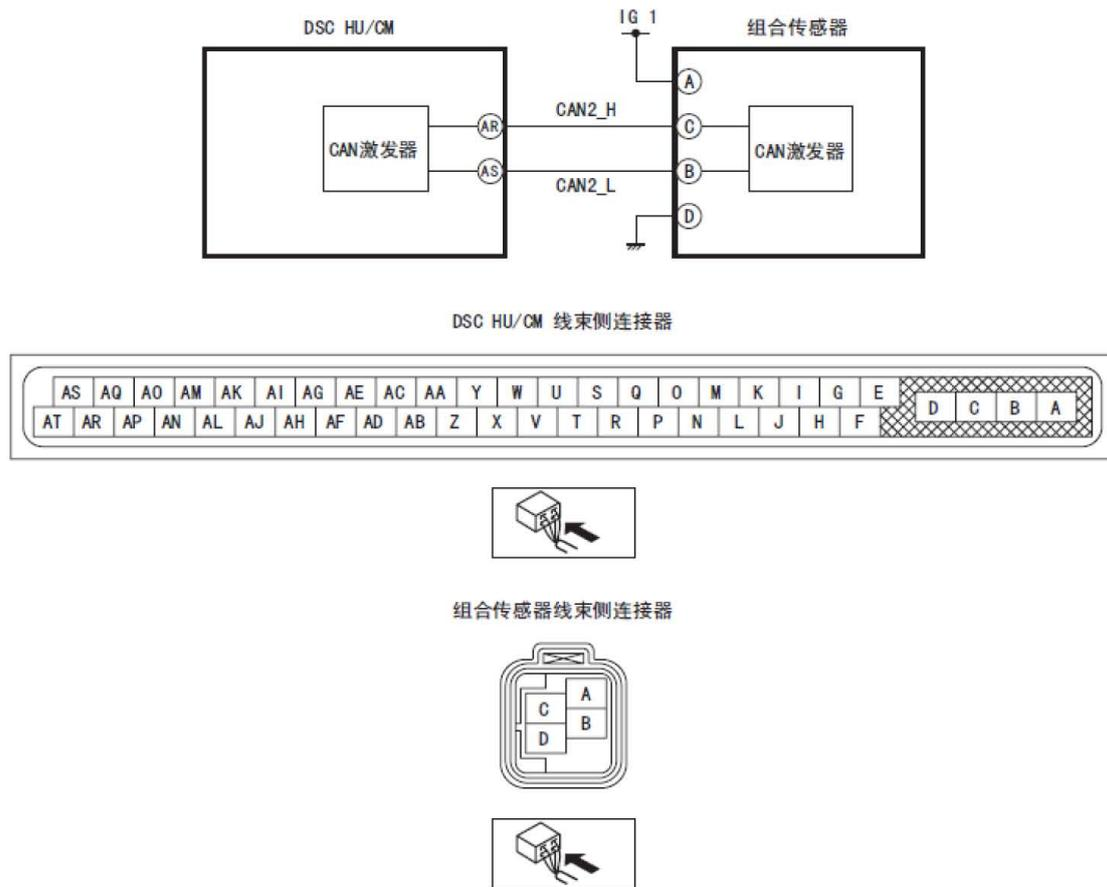 IG 1
DSC HU/CM 组合传感器
A
CAN2_H
AR C
CAN激发器 CAN激发器
AS B
CAN2_L
D
DSC HU/CM 线束侧连接器
AS AQ AO AM AK AI AG AE AC AA Y W U S Q O M K I G E
D C B A
AT AR AP AN AL AJ AH AF AD AB Z X V T R P N L J H F
组合传感器线束侧连接器
A
C
B
D